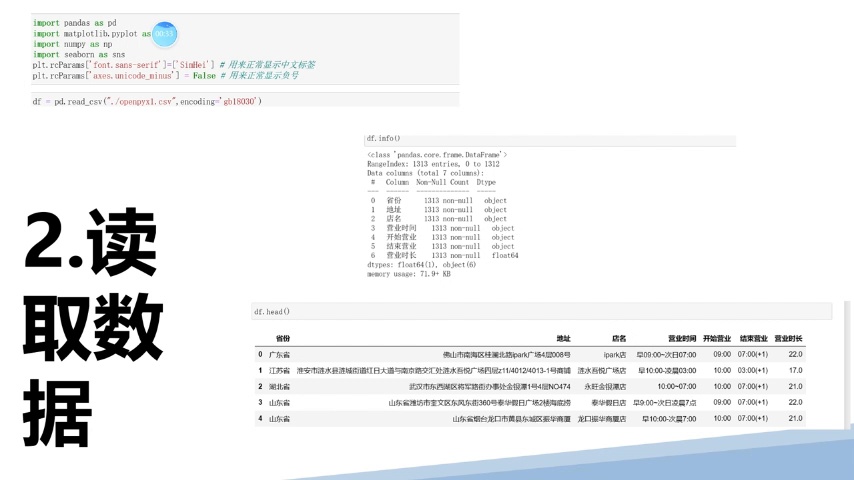 import pandas as pd
import matplotlib.pyplot as
00:33
import numpy as np
import seaborn as sns
plt.rcParams['font.sans-serif']=['SimHei'] # 用来正常显示中文标签
plt.rcParams['axes.unicode_minus'] = False # 用来正常显示负号
df = pd.read_csv("./openpyxl.csv",encoding='gb18030')
df.info()
<class 'pandas.core.frame.DataFrame'>
RangeIndex: 1313 entries, 0 to 1312
Data columns (total 7 columns):
# Column Non-Null Count Dtype
--- ------ -------------- -----
0 省份 1313 non-null object
1 地址 1313 non-null object
2 店名 1313 non-null object
3 营业时间 1313 non-null object
4 开始营业 1313 non-null object
5 结束营业 1313 non-null object
6 营业时长 1313 non-null float64
dtypes: float64(1), object(6)
memory usage: 71.9+ KB
2.读
取数
据
df.head()
省份 地址 店名 营业时间 开始营业 结束营业 营业时长
0 广东省 佛山市南海区桂澜北路ipark广场4层008号 ipark店 早09:00~次日07:00 09:00 07:00(+1) 22.0
1 江苏省 淮安市涟水县涟城街道红日大道与南京路交汇处涟水吾悦广场四层z11/4012/4013-1号商铺 涟水吾悦广场店 早10:00-凌晨03:00 10:00 03:00(+1) 17.0
2 湖北省 武汉市东西湖区将军路街办事处金银潭1号4层NO474 永旺金银潭店 10:00~07:00 10:00 07:00(+1) 21.0
3 山东省 山东省潍坊市奎文区东风东街360号泰华假日广场2楼海底捞 泰华假日店 早9:00~次日凌晨7点 09:00 07:00(+1) 22.0
4 山东省 山东省烟台龙口市黄县东城区振华商厦 龙口振华商厦店 早10:00-次晨7:00 10:00 07:00(+1) 21.0